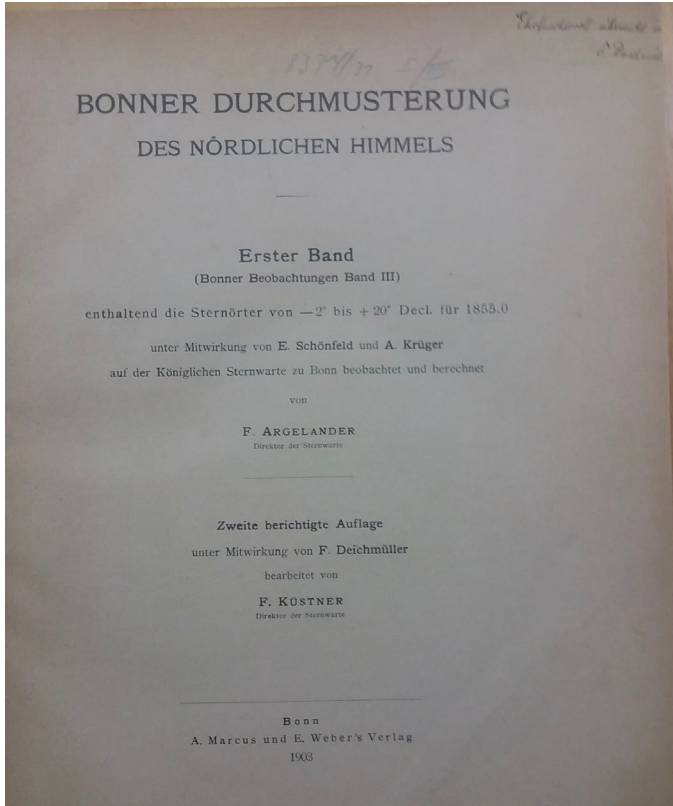 BONNER DURCHMUSTERUNG
DES NÖRDLICHEN HIMMELS
Erster Band
(Bonner Beobachtungen Band III)
enthaltend die Sternörter von —2° bis + 20° Decl. für 1855.0
unter Mitwirkung von E. Schönfeld und A. Krüger
auf der Königlichen Sternwarte zu Bonn beobachtet und berechnet
von
F. ARGELANDER
Direktor der Sternwarte
Zweite berichtigte Auflage
unter Mitwirkung von F. Deichmüller
bearbeitet von
F. KÜSTNER
Direktor der Sternwarte
Bonn
A. Marcus und E. Weber's Verlag
1903